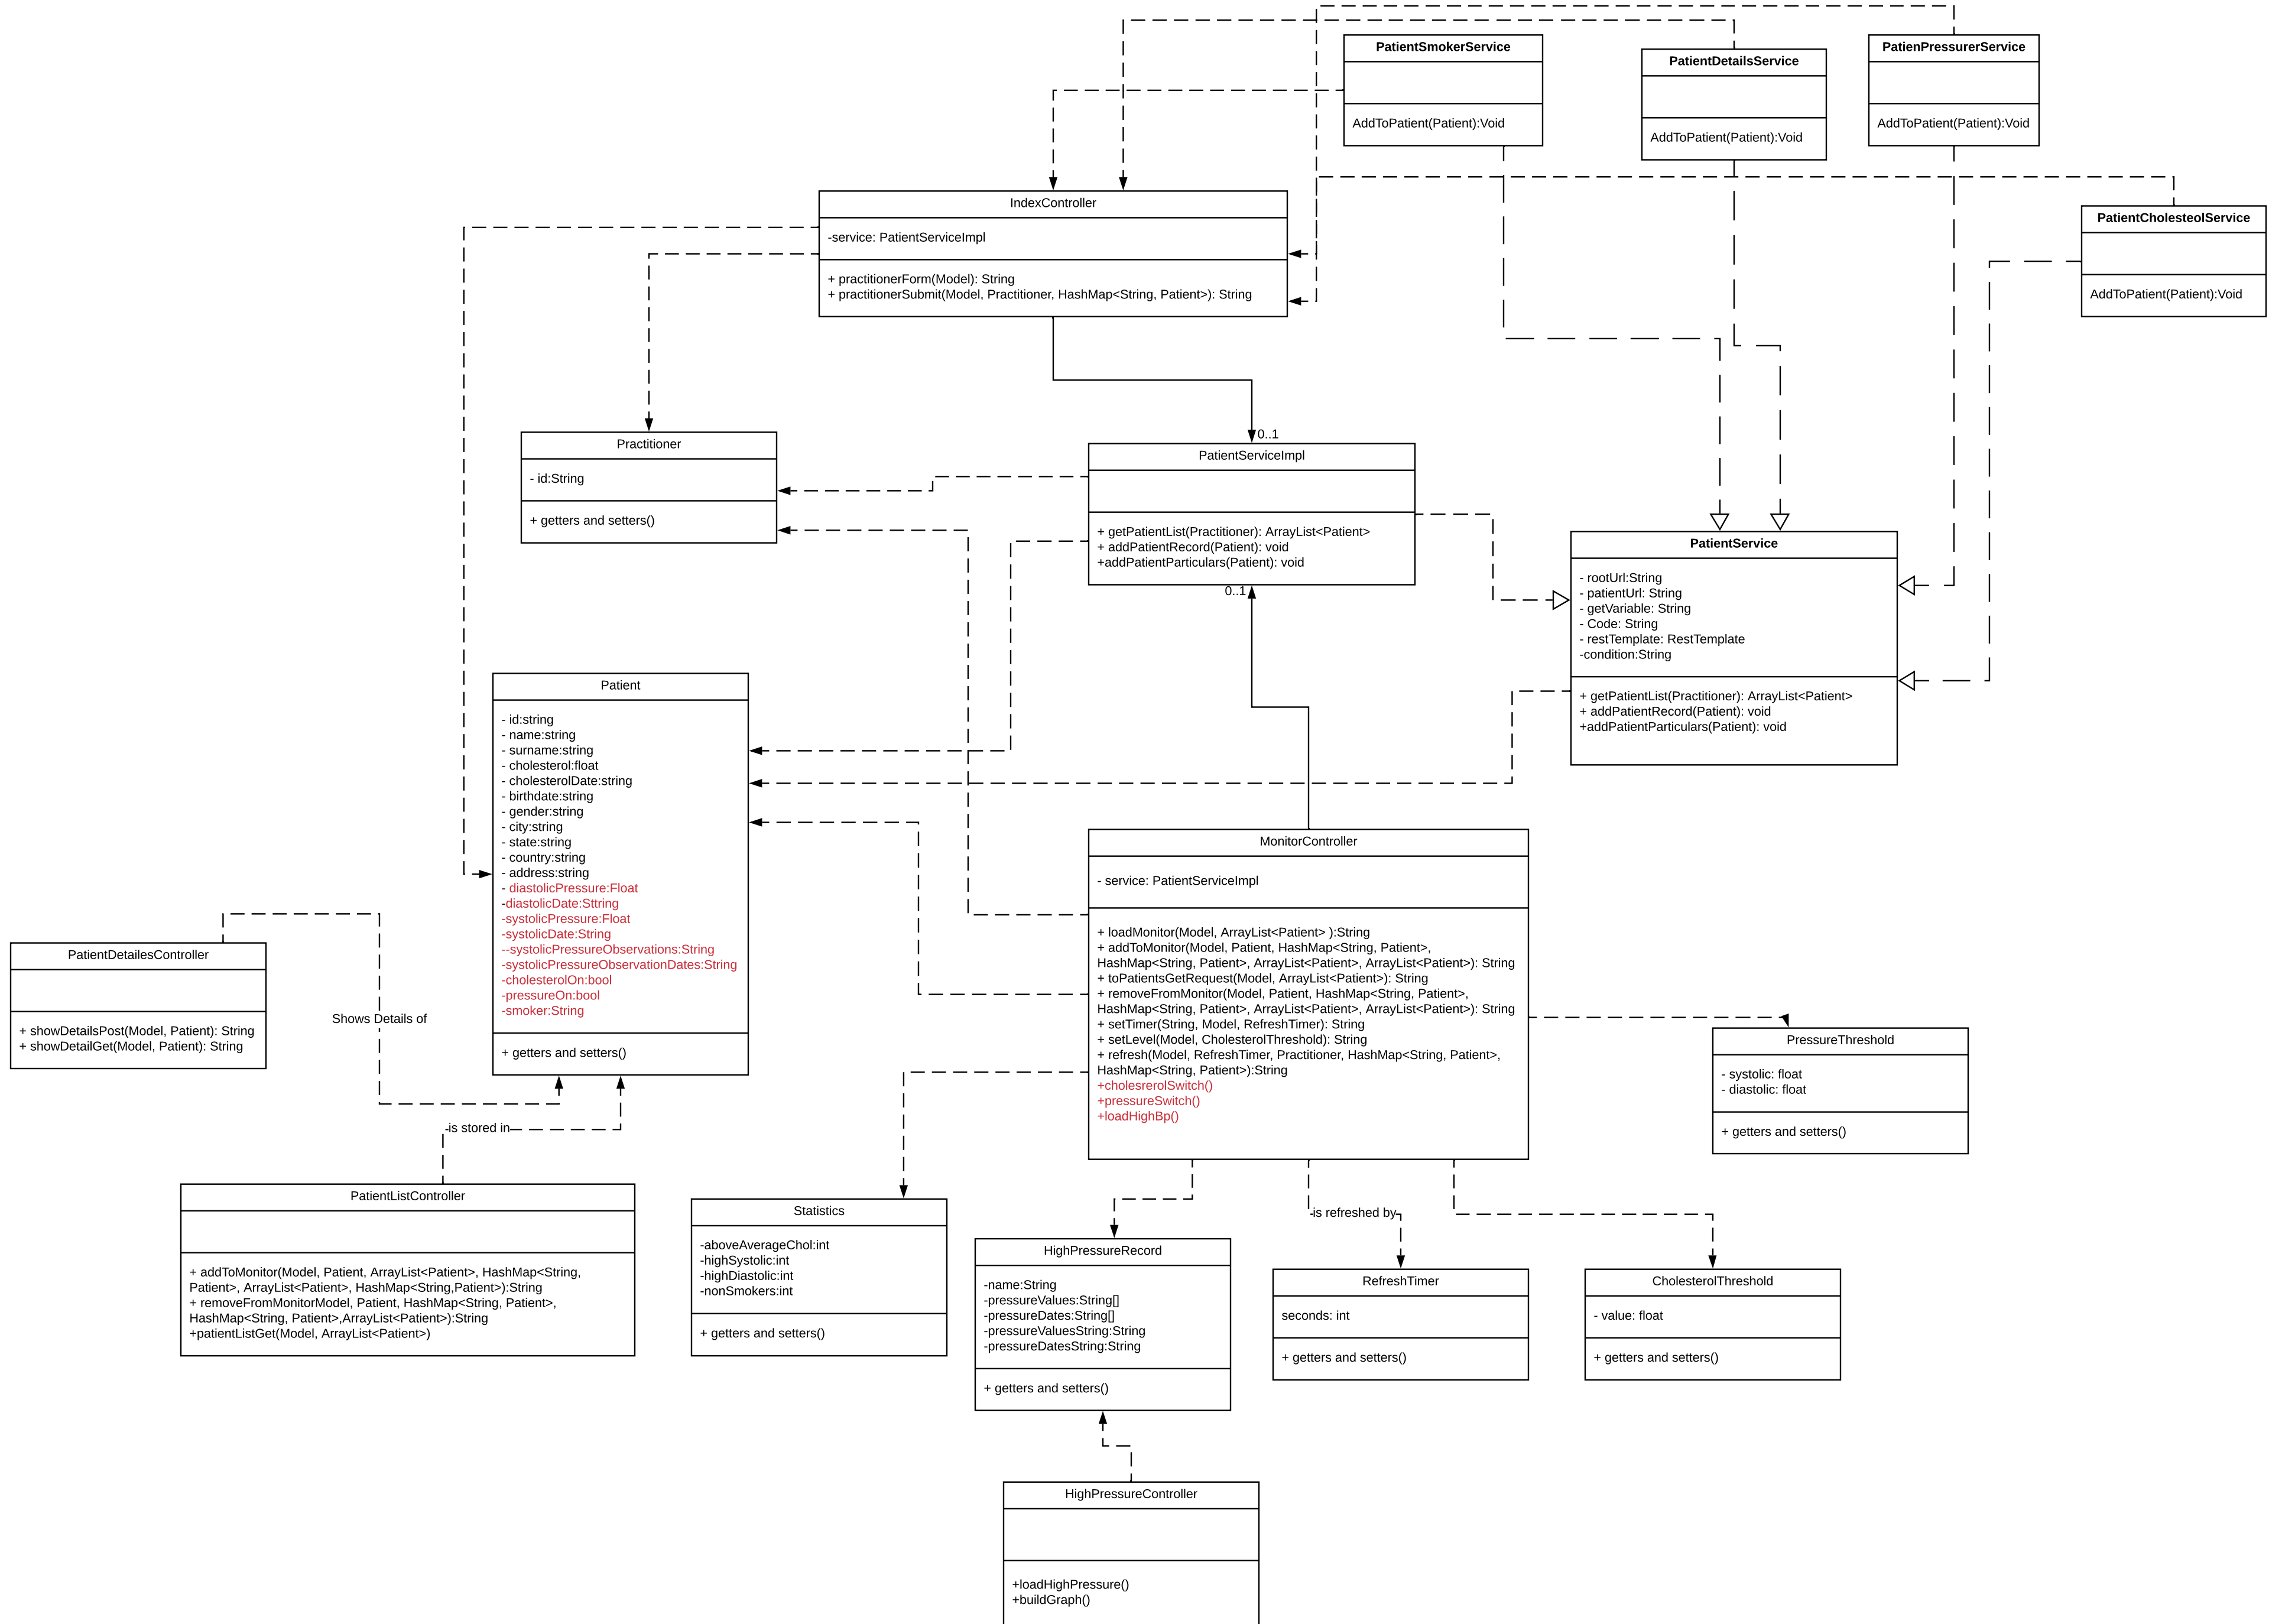 PatientSmokerService
AddToPatient(Patient):Void
PatientDetailsService
AddToPatient(Patient):Void
PatienPressurerService
AddToPatient(Patient):Void
PatientCholesteolService
AddToPatient(Patient):Void
IndexController
-service: PatientServiceImpl
+ practitionerForm(Model): String
+ practitionerSubmit(Model, Practitioner, HashMap<String, Patient>): String
Practitioner
- id:String
+ getters and setters()
0..1
PatientServiceImpl
+ getPatientList(Practitioner): ArrayList<Patient>
+ addPatientRecord(Patient): void
+addPatientParticulars(Patient): void
0..1
PatientService
- rootUrl:String
- patientUrl: String
- getVariable: String
- Code: String
- restTemplate: RestTemplate
-condition:String
+ getPatientList(Practitioner): ArrayList<Patient>
+ addPatientRecord(Patient): void
+addPatientParticulars(Patient): void
Patient
- id:string
- name:string
- surname:string
- cholesterol:float
- cholesterolDate:string
- birthdate:string
- gender:string
- city:string
- state:string
- country:string
- address:string
- diastolicPressure:Float
-diastolicDate:Sttring
-systolicPressure:Float
-systolicDate:String
--systolicPressureObservations:String
-systolicPressureObservationDates:String
-cholesterolOn:bool
-pressureOn:bool
-smoker:String
+ getters and setters()
MonitorController
- service: PatientServiceImpl
+ loadMonitor(Model, ArrayList<Patient> ):String
+ addToMonitor(Model, Patient, HashMap<String, Patient>,
HashMap<String, Patient>, ArrayList<Patient>, ArrayList<Patient>): String
+ toPatientsGetRequest(Model, ArrayList<Patient>): String
+ removeFromMonitor(Model, Patient, HashMap<String, Patient>,
HashMap<String, Patient>, ArrayList<Patient>, ArrayList<Patient>): String
+ setTimer(String, Model, RefreshTimer): String
+ setLevel(Model, CholesterolThreshold): String
+ refresh(Model, RefreshTimer, Practitioner, HashMap<String, Patient>,
HashMap<String, Patient>):String
+cholesrerolSwitch()
+pressureSwitch()
+loadHighBp()
PatientDetailesController
+ showDetailsPost(Model, Patient): String
+ showDetailGet(Model, Patient): String
Shows Details of
is stored in
PressureThreshold
- systolic: float
- diastolic: float
+ getters and setters()
PatientListController
+ addToMonitor(Model, Patient, ArrayList<Patient>, HashMap<String,
Patient>, ArrayList<Patient>, HashMap<String,Patient>):String
+ removeFromMonitorModel, Patient, HashMap<String, Patient>,
HashMap<String, Patient>,ArrayList<Patient>):String
+patientListGet(Model, ArrayList<Patient>)
Statistics
-aboveAverageChol:int
-highSystolic:int
-highDiastolic:int
-nonSmokers:int
+ getters and setters()
HighPressureRecord
-name:String
-pressureValues:String[]
-pressureDates:String[]
-pressureValuesString:String
-pressureDatesString:String
+ getters and setters()
is refreshed by
RefreshTimer
seconds: int
+ getters and setters()
CholesterolThreshold
- value: float
+ getters and setters()
HighPressureController
+loadHighPressure()
+buildGraph()